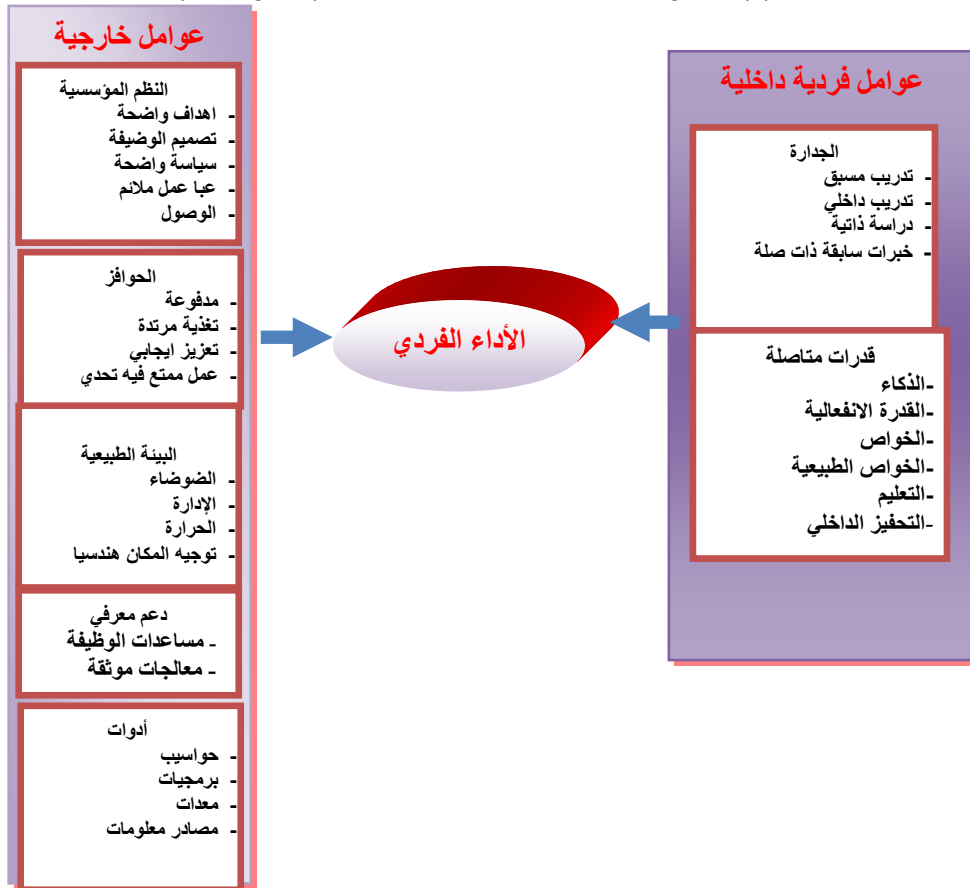 عوامل خارجية
النظم المؤسسية
- اهداف واضحة
- تصميم الوضيفة
- سياسة واضحة
- عبا عمل ملائم
- الوصول
الحوافز
- مدفوعة
- تغذية مرتدة
- تعزيز ايجابي
- عمل ممتع فيه تحدي
البيئة الطبيعية
- الضوضاء
- الإدارة
- الحرارة
- توجيه المكان هندسيا
دعم معرفي
- مساعدات الوظيفة
- معالجات موثقة
أدوات
- حواسيب
- برمجيات
- معدات
- مصادر معلومات
الأداء الفردي
عوامل فردية داخلية
الجدارة
- تدريب مسبق
- تدريب داخلي
- دراسة ذاتية
- خبرات سابقة ذات صلة
قدرات متاصلة
-الذكاء
-القدرة الانفعالية
-الخواص
-الخواص الطبيعية
-التعليم
-التحفيز الداخلي